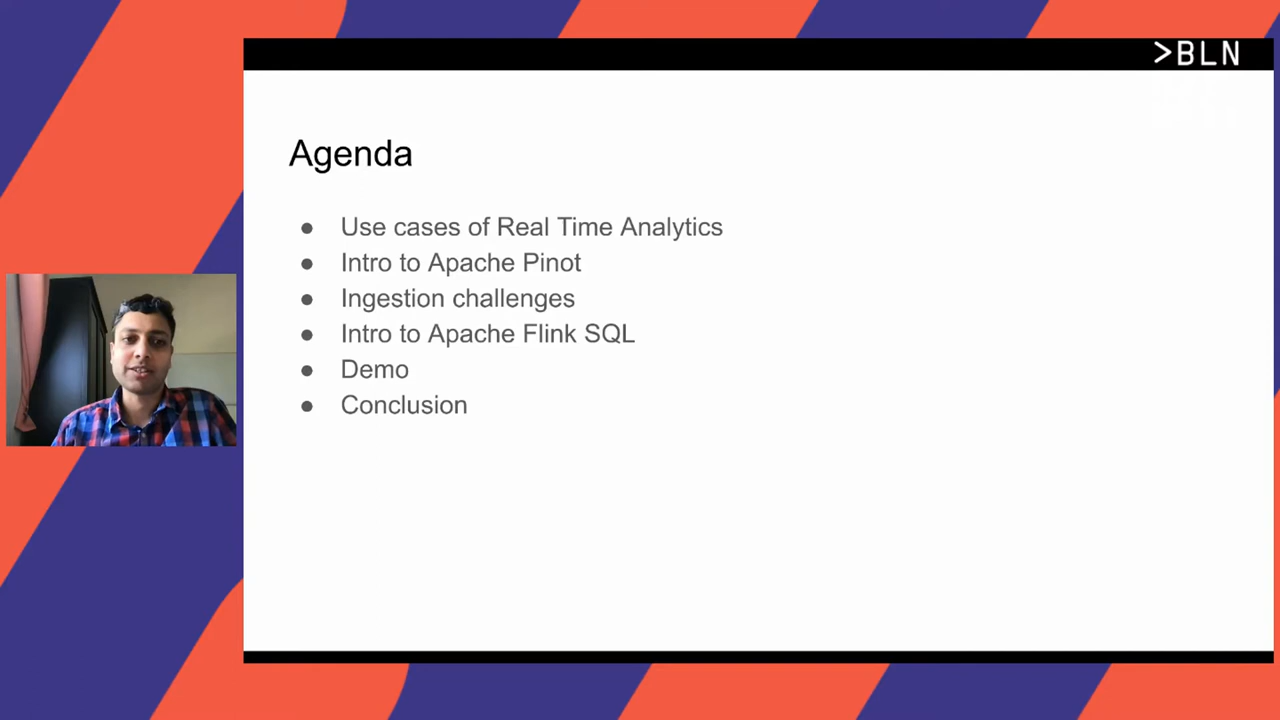 >BLN
Agenda
● Use cases of Real Time Analytics
● Intro to Apache Pinot
● Ingestion challenges
● Intro to Apache Flink SQL
● Demo
● Conclusion